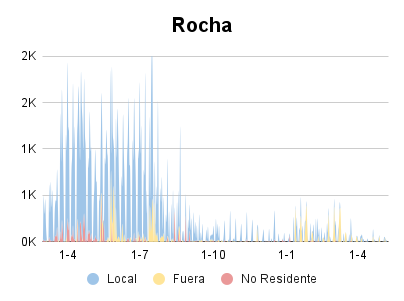 Rocha
2K
2K
1K
1K
0K
1-4 1-7 1-10 1-1 1-4
Local Fuera No Residente